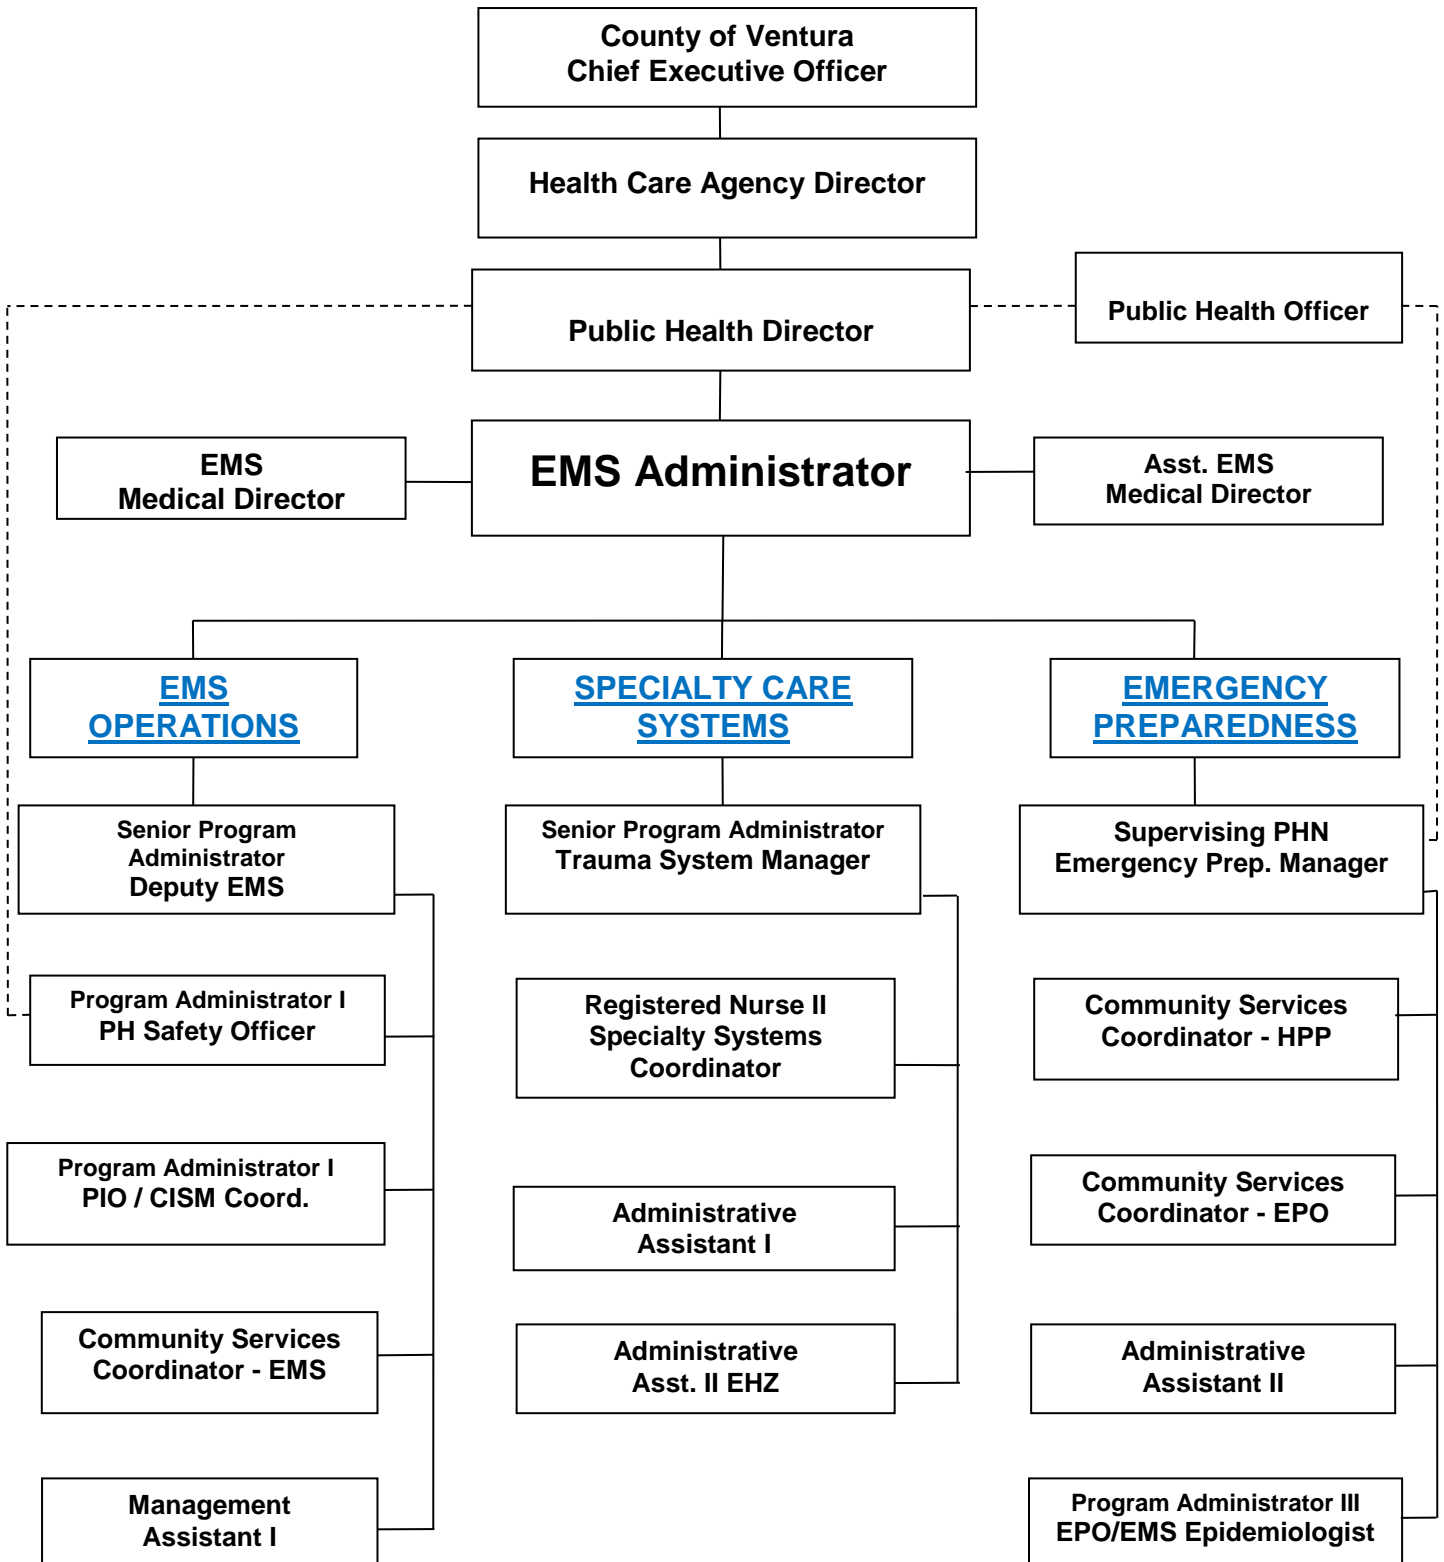 County of Ventura
Chief Executive Officer
Health Care Agency Director
Public Health Director
Public Health Officer
EMS
Medical Director
EMS Administrator
Asst. EMS
Medical Director
EMS
OPERATIONS
SPECIALTY CARE
SYSTEMS
EMERGENCY
PREPAREDNESS
Senior Program
Administrator
Deputy EMS
Senior Program Administrator
Trauma System Manager
Supervising PHN
Emergency Prep. Manager
Program Administrator I
PH Safety Officer
Registered Nurse II
Specialty Systems
Coordinator
Community Services
Coordinator - HPP
Program Administrator I
PIO / CISM Coord.
Administrative
Assistant I
Community Services
Coordinator - EPO
Community Services
Coordinator - EMS
Administrative
Asst. II EHZ
Administrative
Assistant II
Management
Assistant I
Program Administrator III
EPO/EMS Epidemiologist